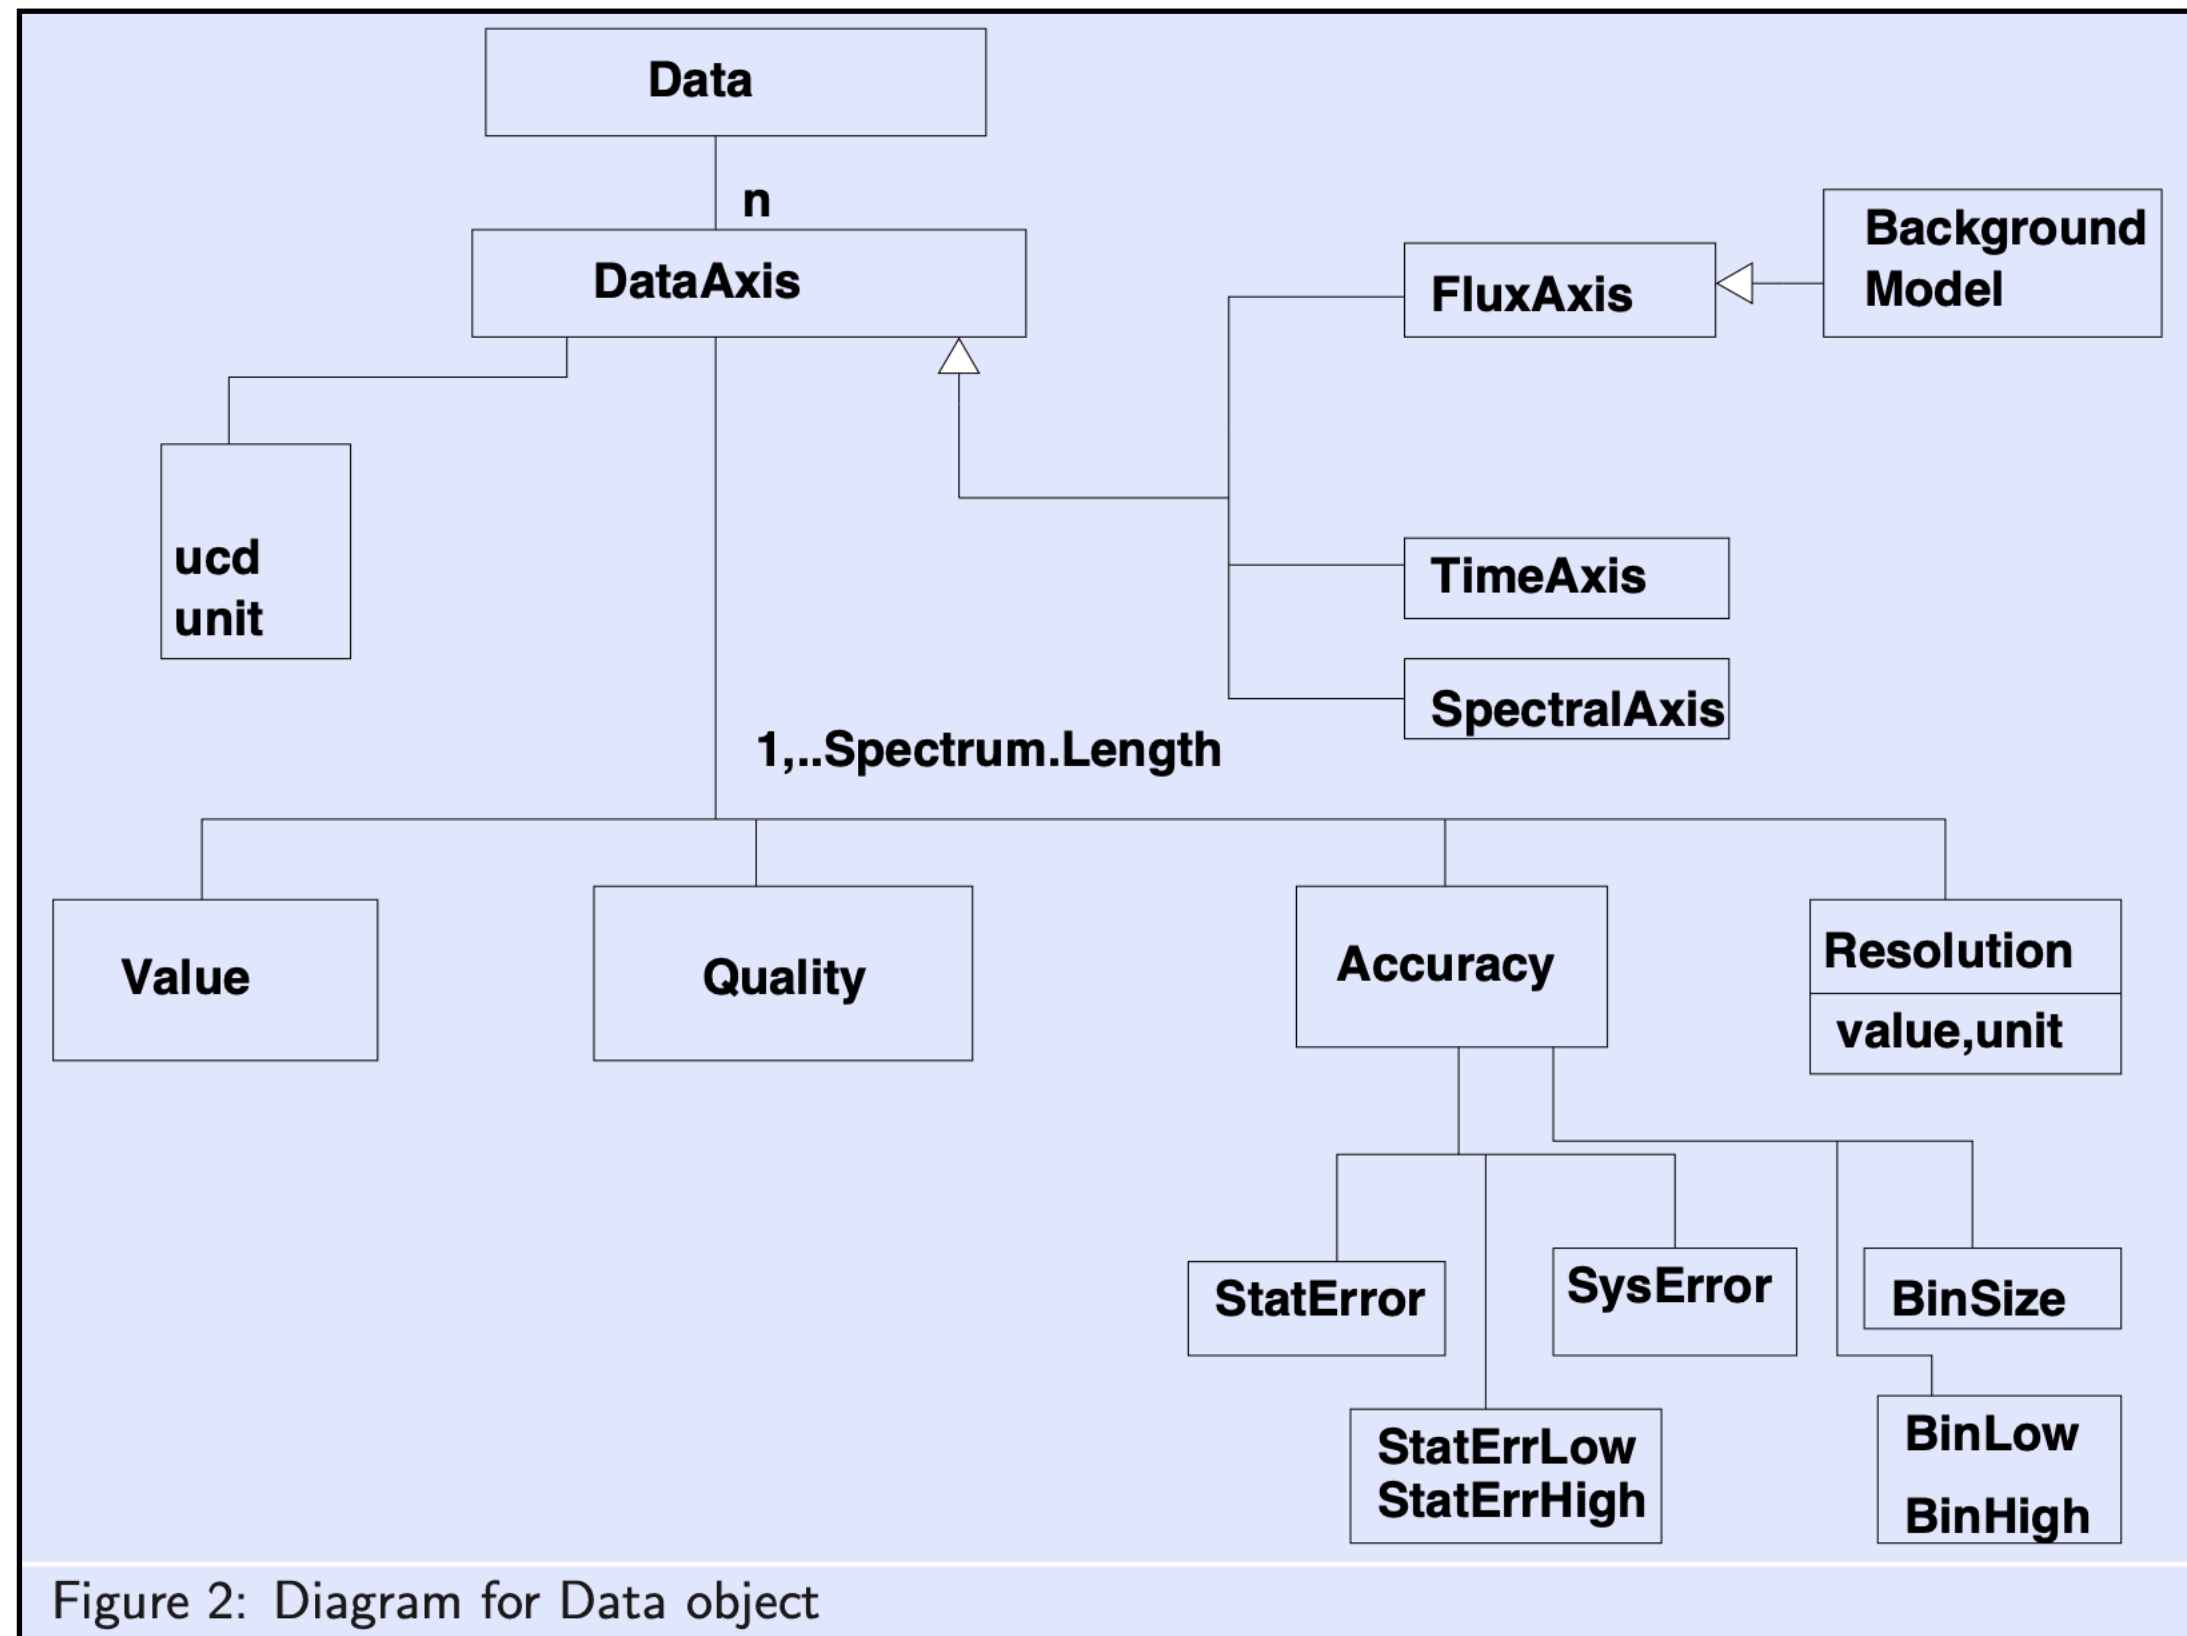 Data
n
DataAxis
FluxAxis
Background
Model
ucd
unit
TimeAxis
SpectralAxis
1,..Spectrum.Length
Value
Quality
Accuracy
Resolution
value,unit
StatError
SysError
BinSize
StatErrLow
StatErrHigh
BinLow
BinHigh
Figure 2: Diagram for Data object